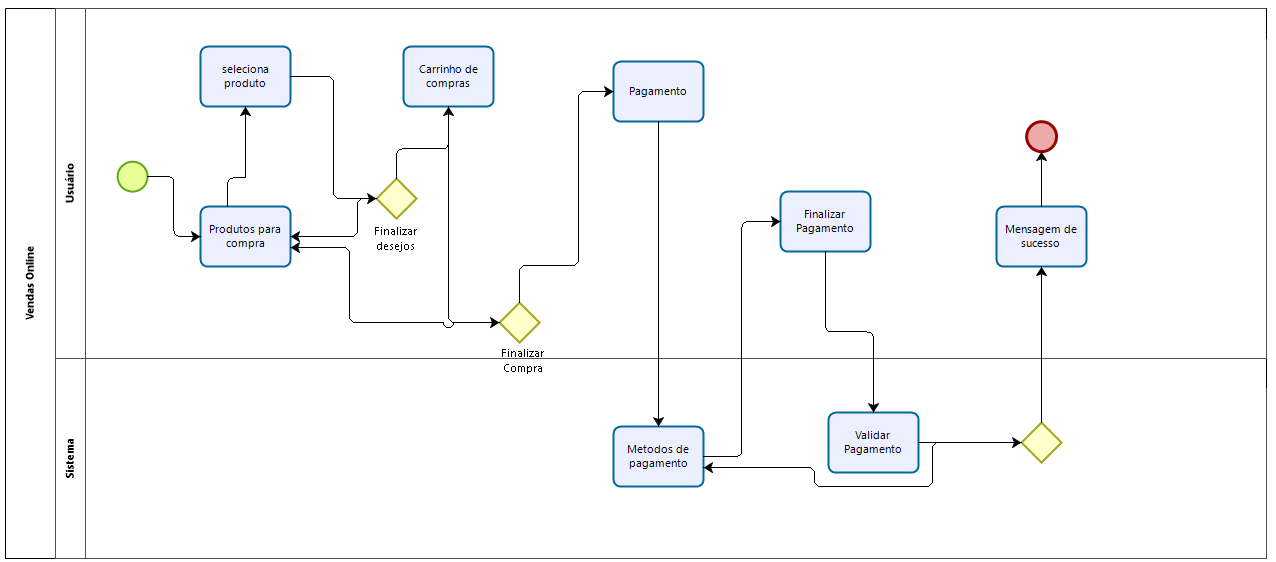 Vendas Online
Usuário
seleciona
produto
Carrinho de
compras
Pagamento
Produtos para
compra
Finalizar
desejos
Finalizar
Pagamento
Mensagem de
sucesso
Finalizar
Compra
Sistema
Metodos de
pagamento
Validar
Pagamento